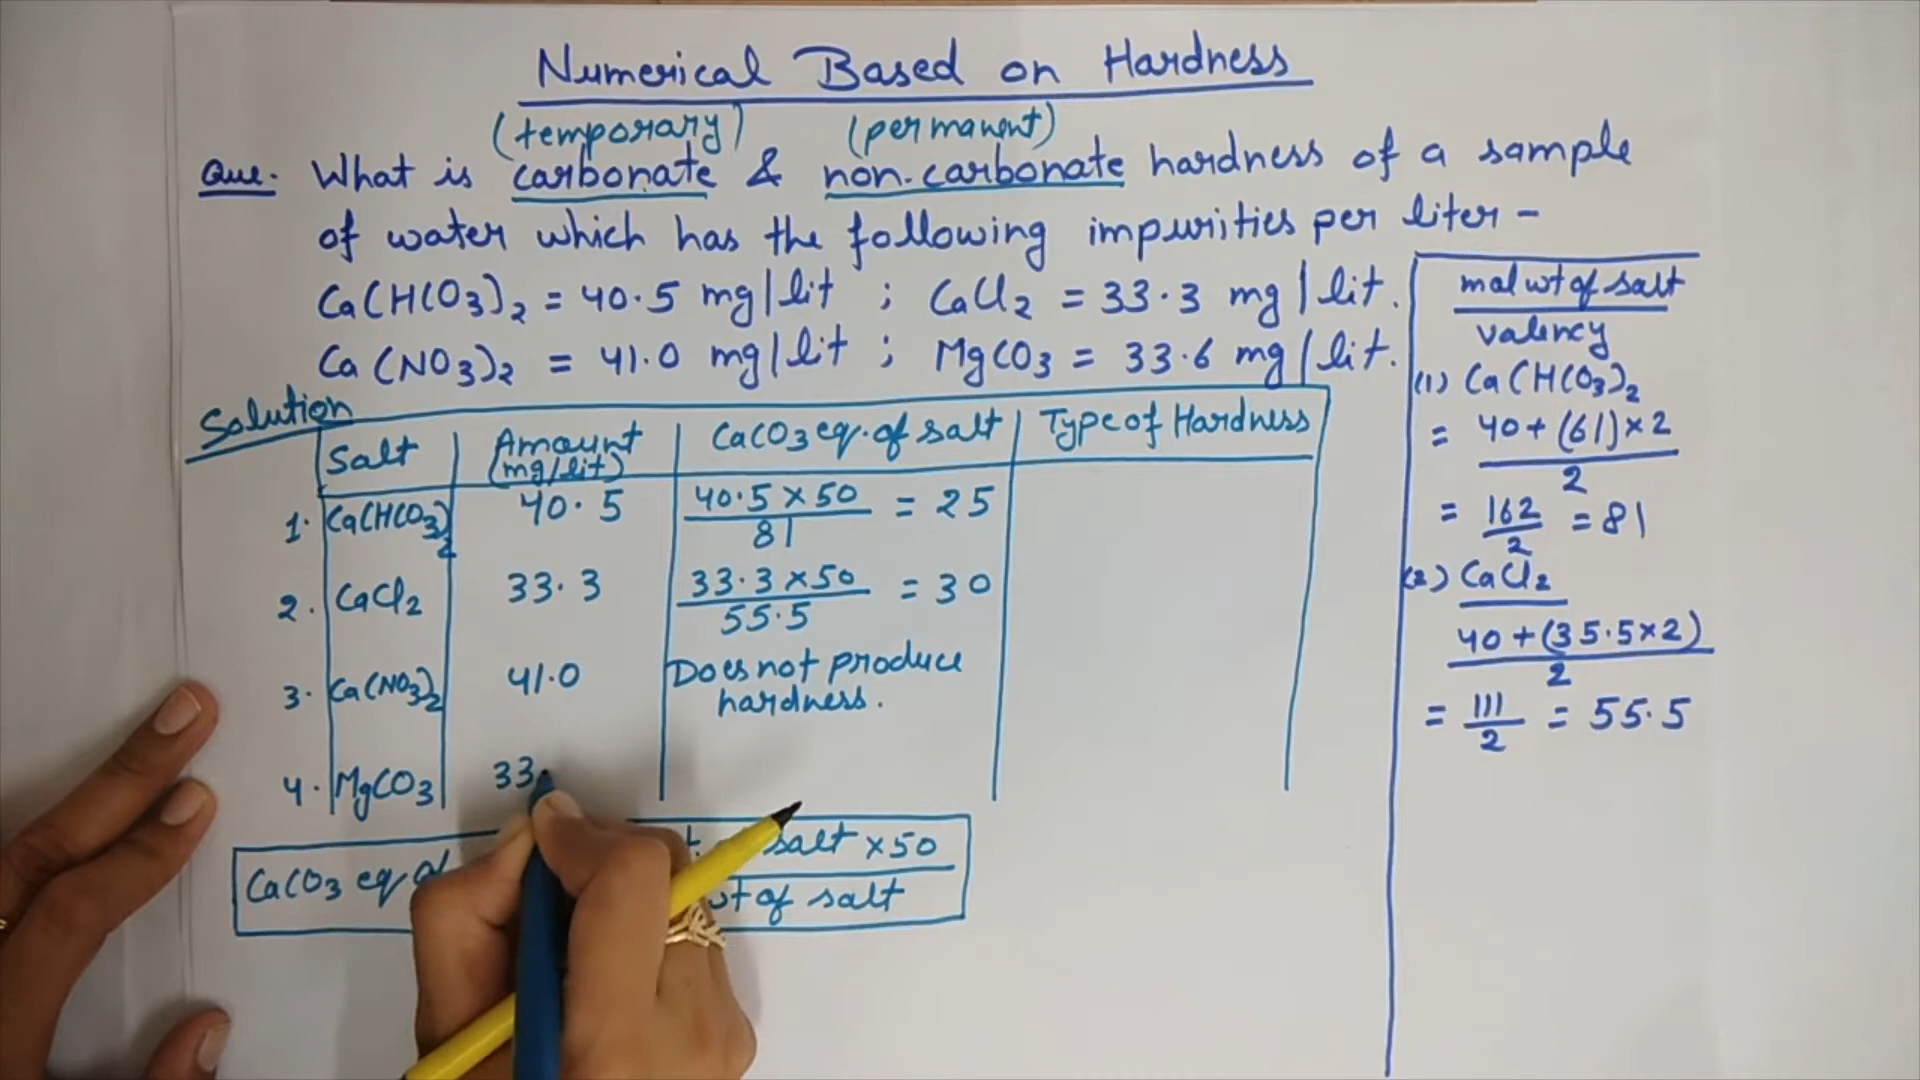 Numerical Based on Hardness
(temporary) (permanent)
Que. What is carbonate & non-carbonate hardness of a sample
of water which has the following impurities per liter -
Ca(HCO3)2 = 40.5 mg/lit ; CaCl2 = 33.3 mg/lit.
Ca(NO3)2 = 41.0 mg/lit ; MgCO3 = 33.6 mg/lit.
Solution
Salt Amount (mg/lit) CaCO3 eq. of salt Type of Hardness
1. Ca(HCO3)2 40.5 40.5 x 50 / 81 = 25
2. CaCl2 33.3 33.3 x 50 / 55.5 = 30
3. Ca(NO3)2 41.0 Does not produce
hardness.
4. MgCO3 33.
CaCO3 eq salt x 50
wt of salt
mol wt of salt
valency
(1) Ca(HCO3)2
= 40 + (61) x 2
2
= 162 / 2 = 81
(2) CaCl2
40 + (35.5 x 2)
2
= 111 / 2 = 55.5